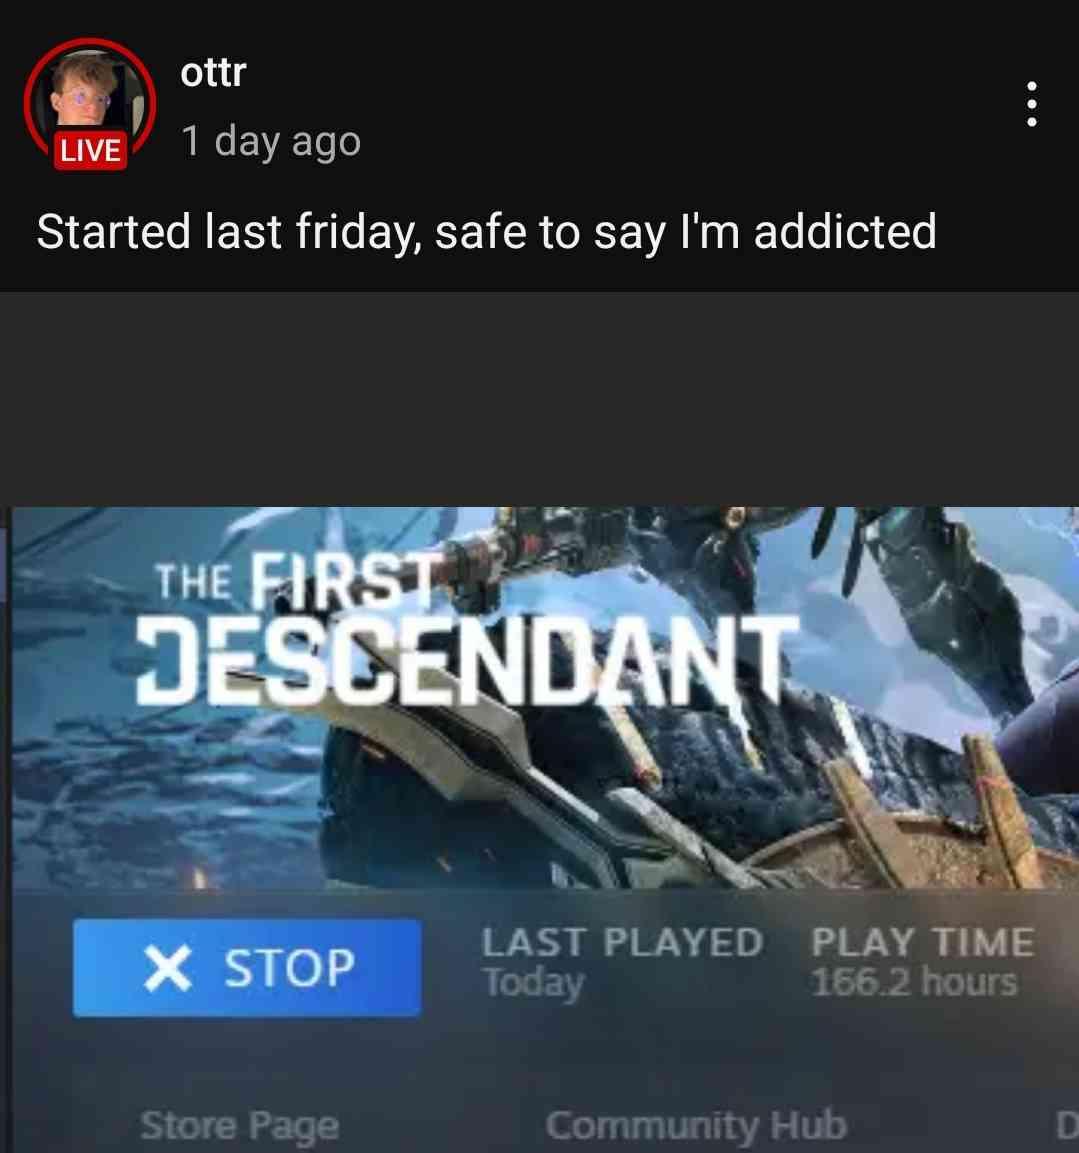 ottr
1 day ago
LIVE
Started last friday, safe to say I'm addicted
THE FIRST
DESCENDANT
STOP
LAST PLAYED
Today
PLAY TIME
166.2 hours
Store Page
Community Hub